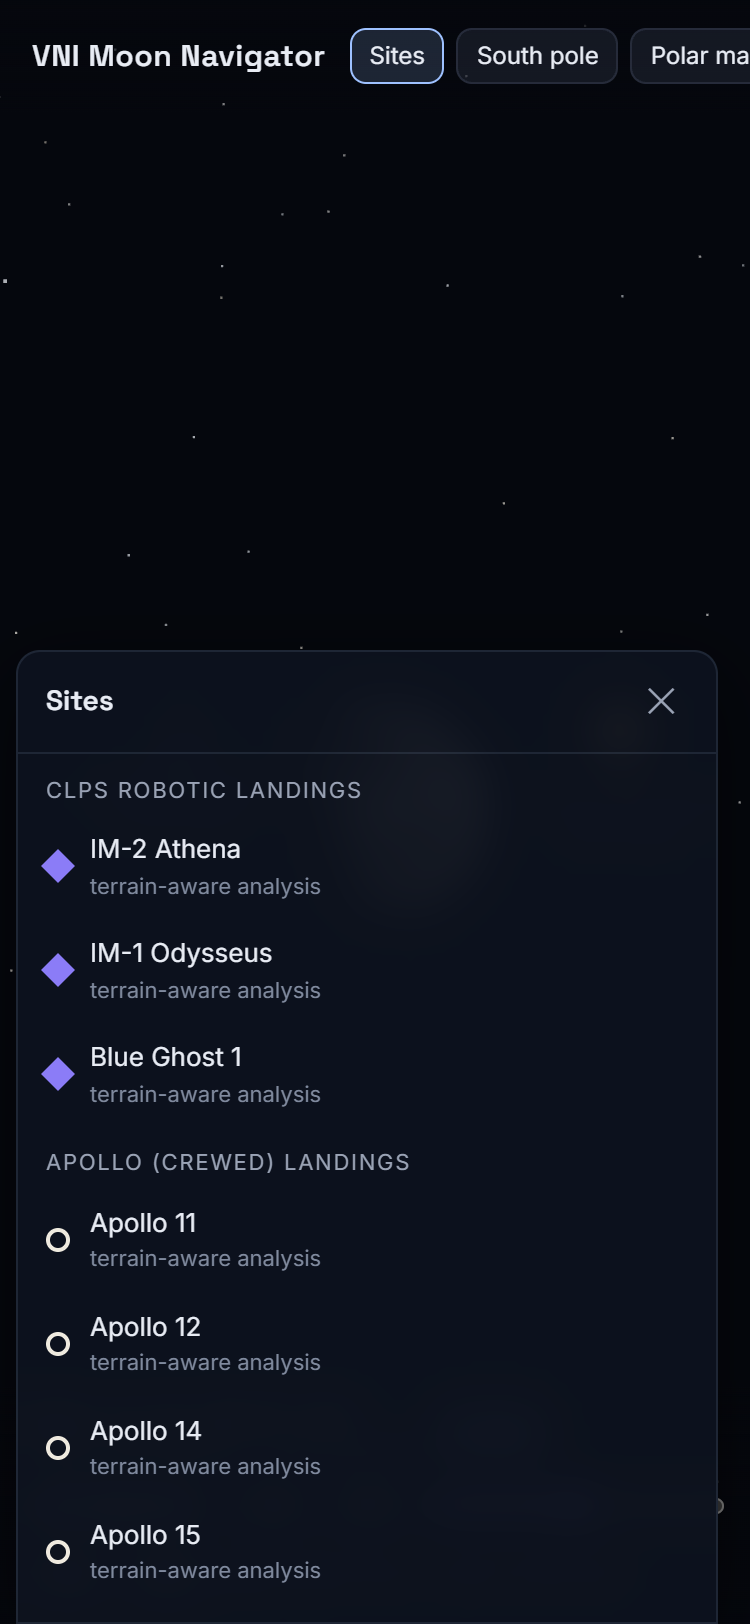 VNI Moon Navigator
Sites
South pole
Polar ma
Sites
CLPS ROBOTIC LANDINGS
IM-2 Athena
terrain-aware analysis
IM-1 Odysseus
terrain-aware analysis
Blue Ghost 1
terrain-aware analysis
APOLLO (CREWED) LANDINGS
Apollo 11
terrain-aware analysis
Apollo 12
terrain-aware analysis
Apollo 14
terrain-aware analysis
Apollo 15
terrain-aware analysis